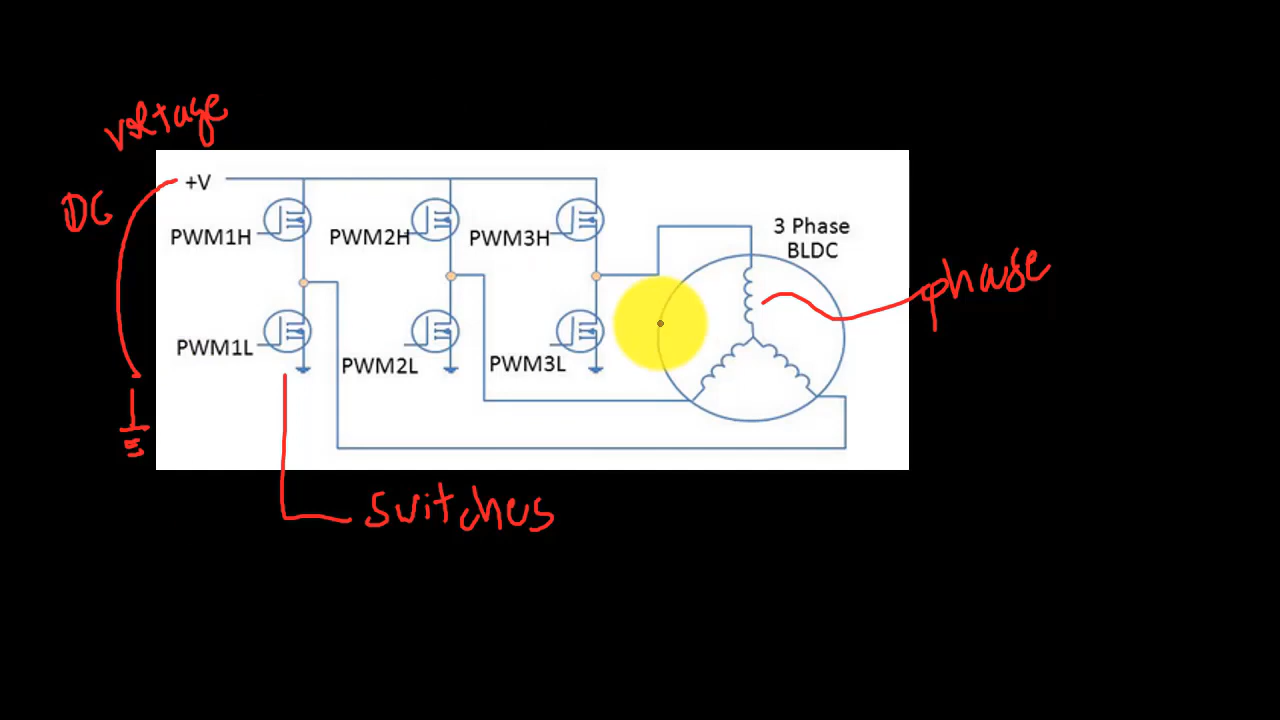 voltage
DC
+V
PWM1H
PWM2H
PWM3H
3 Phase
BLDC
phase
PWM1L
PWM2L
PWM3L
switches